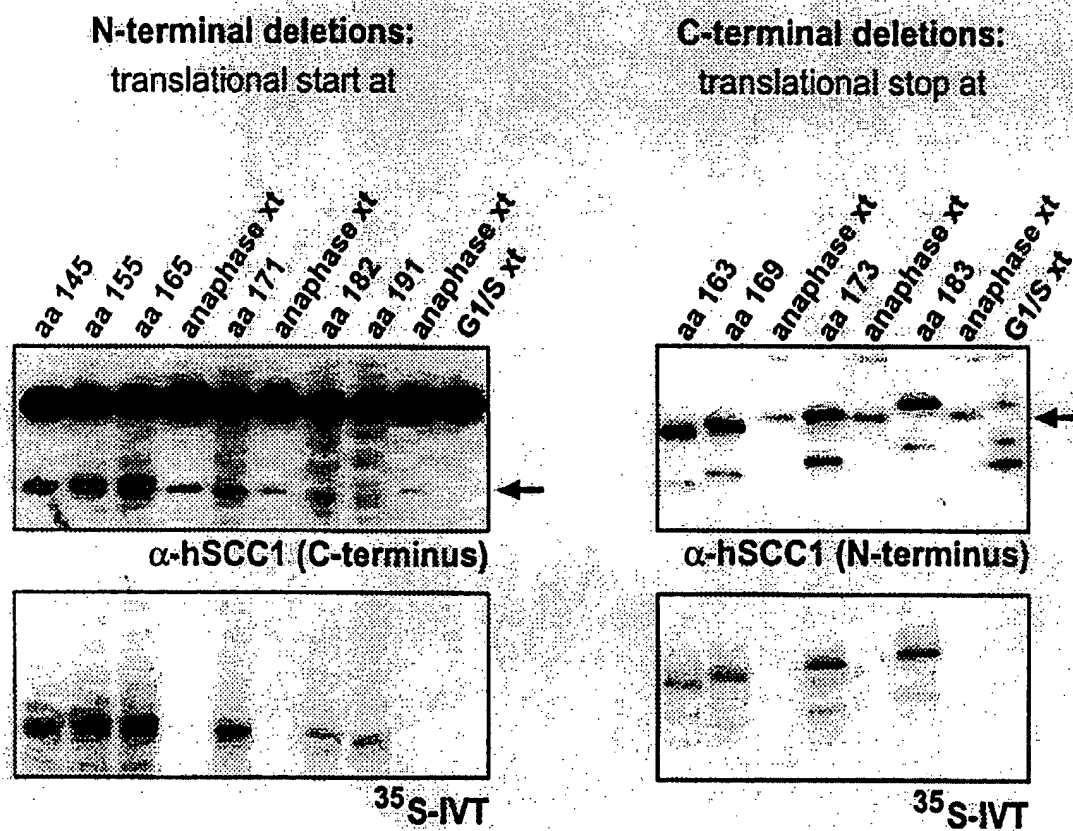 N-terminal deletions:
translational start at
aa 145
aa 155
aa 165
anaphase xt
aa 171
anaphase xt
aa 182
aa 191
anaphase xt
G1/S xt
α-hSCC1 (C-terminus)
³⁵S-IVT
C-terminal deletions:
translational stop at
aa 163
aa 169
anaphase xt
aa 173
anaphase xt
aa 183
anaphase xt
G1/S xt
α-hSCC1 (N-terminus)
³⁵S-IVT